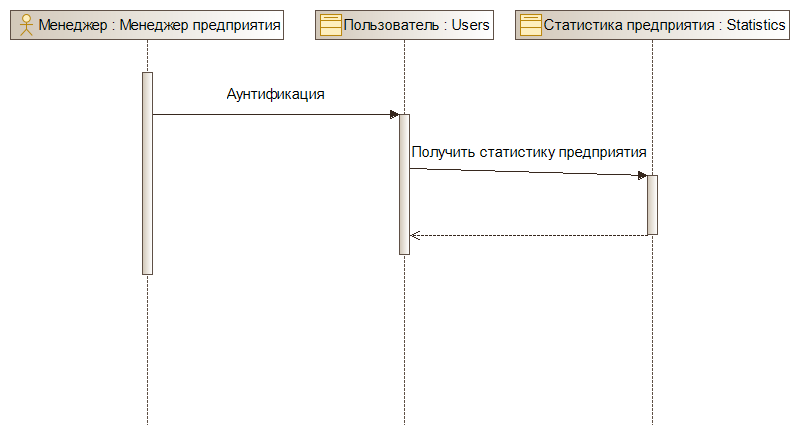 Менеджер : Менеджер предприятия
Пользователь : Users
Статистика предприятия : Statistics
Аунтификация
Получить статистику предприятия